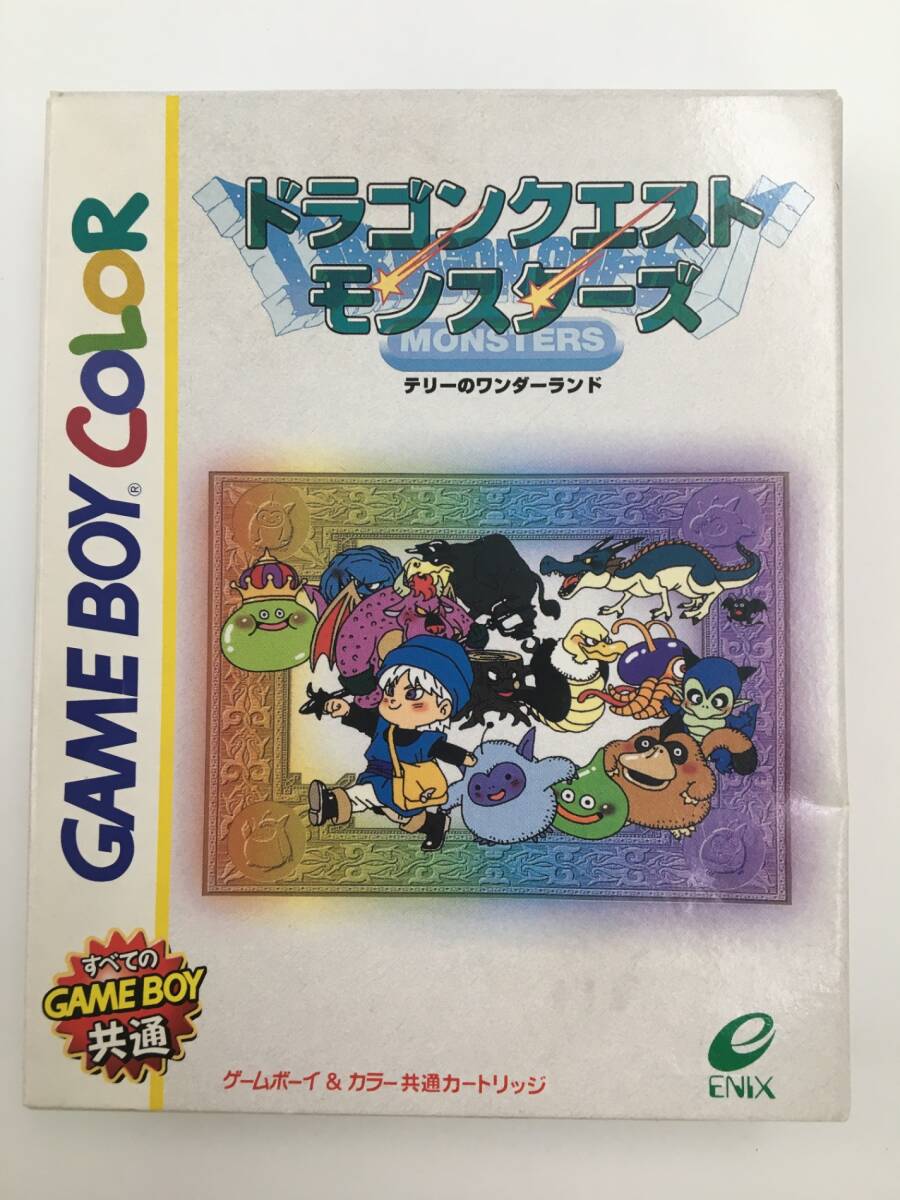 GAME BOY COLOR
®
ドラゴンクエスト
モンスターズ
MONSTERS
テリーのワンダーランド
すべての
GAME BOY
共通
ゲームボーイ & カラー共通カートリッジ
ENIX